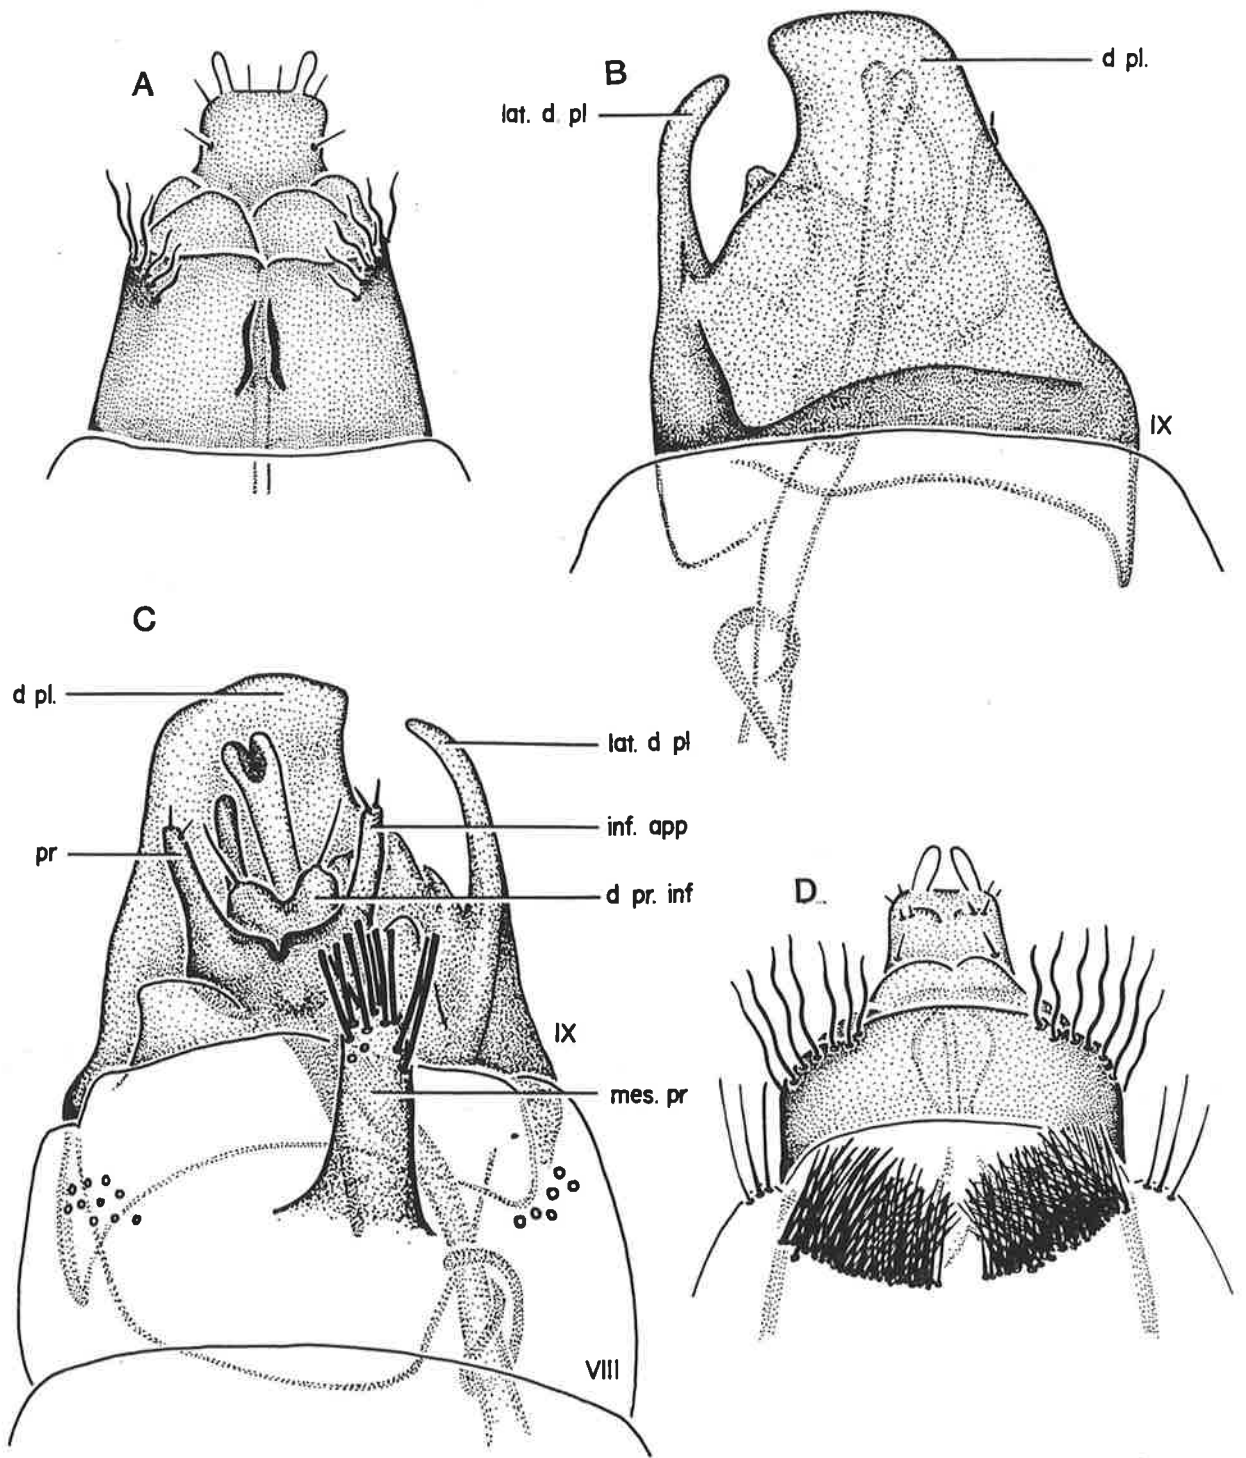 A
B
d pl.
lat. d pl
IX
C
d pl.
lat. d pl
inf. app
pr
d pr. inf
D.
IX
mes. pr
VIII